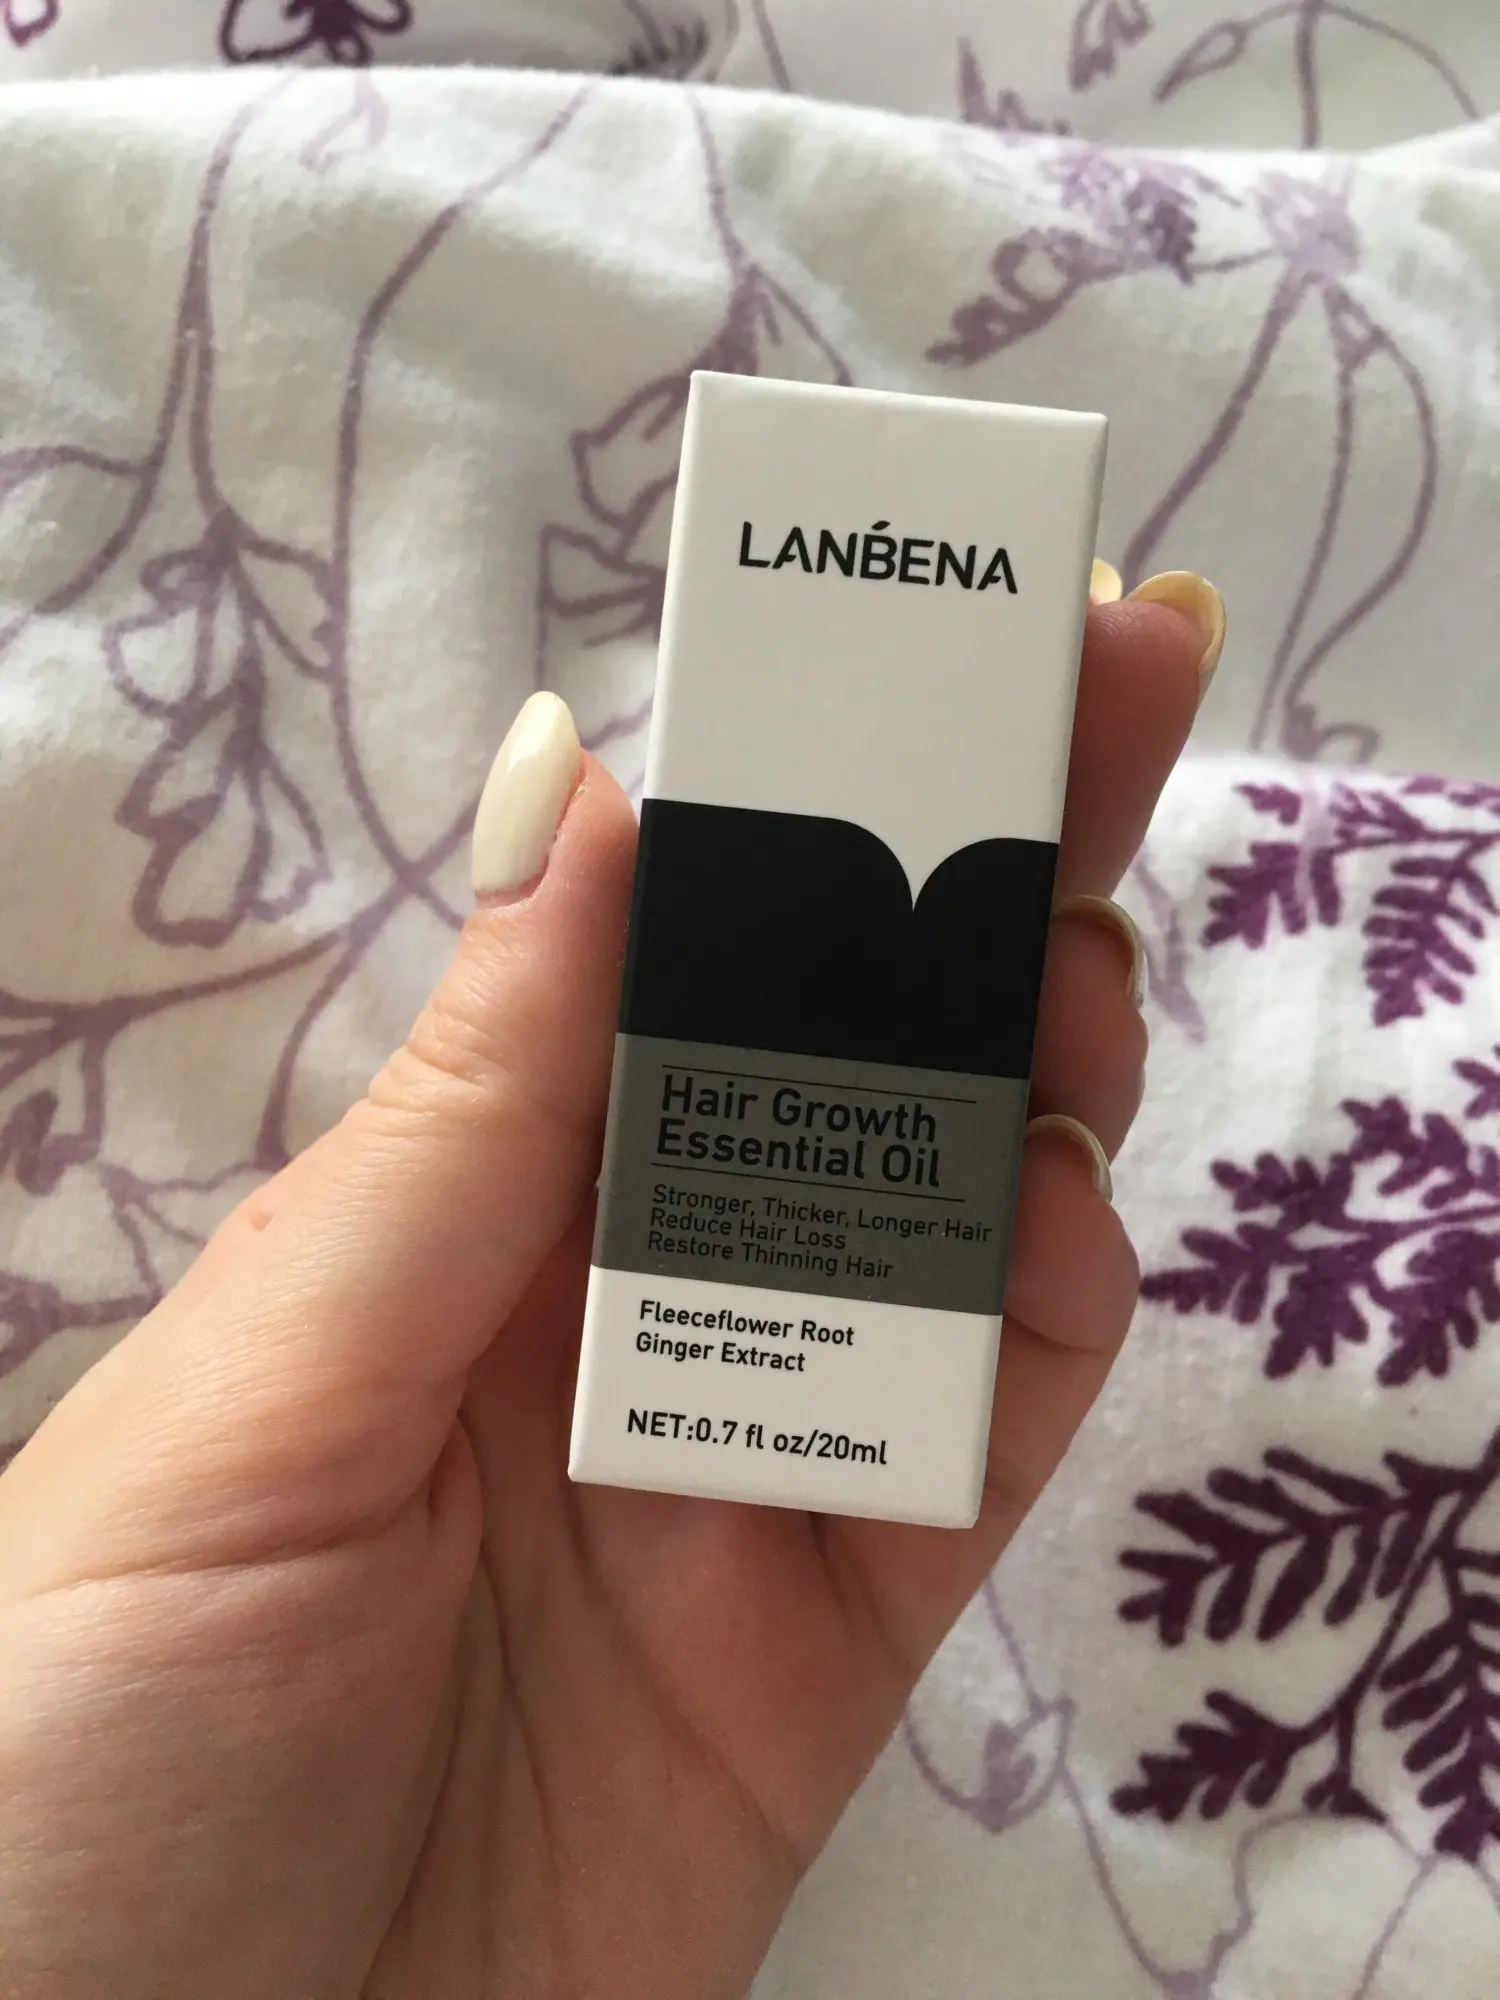 LANBENA
Hair Growth
Essential Oil
Stronger, Thicker, Longer Hair
Reduce Hair Loss
Restore Thinning Hair
Fleeceflower Root
Ginger Extract
NET:0.7 fl oz/20ml